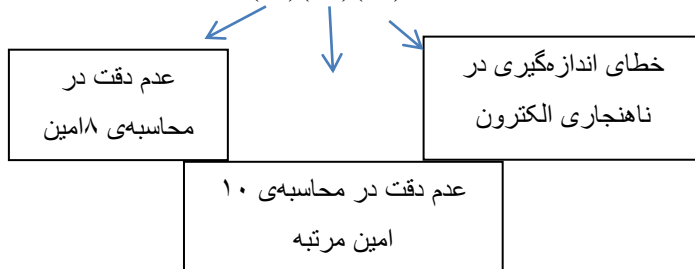 خطای اندازه‌گیری در
ناهنجاری الکترون
عدم دقت در
محاسبه‌ی ۸امین
عدم دقت در محاسبه‌ی ۱۰
امین مرتبه